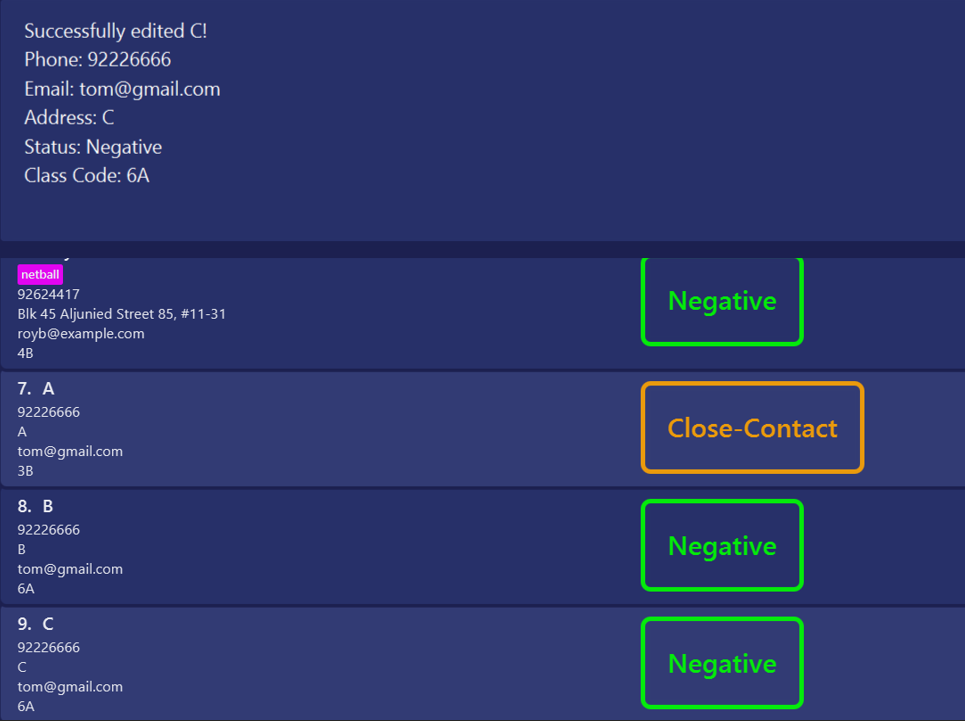 Successfully edited C!
Phone: 92226666
Email: tom@gmail.com
Address: C
Status: Negative
Class Code: 6A
netball
92624417
Blk 45 Aljunied Street 85, #11-31
royb@example.com
4B
Negative
7. A
92226666
A
tom@gmail.com
3B
Close-Contact
8. B
92226666
B
tom@gmail.com
6A
Negative
9. C
92226666
C
tom@gmail.com
6A
Negative